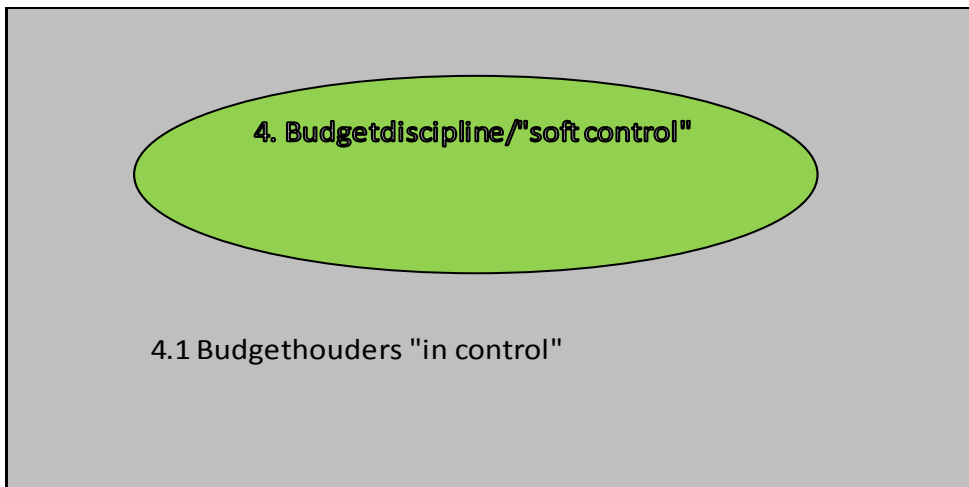 4. Budgetdiscipline/"soft control"
4.1 Budgethouders "in control"